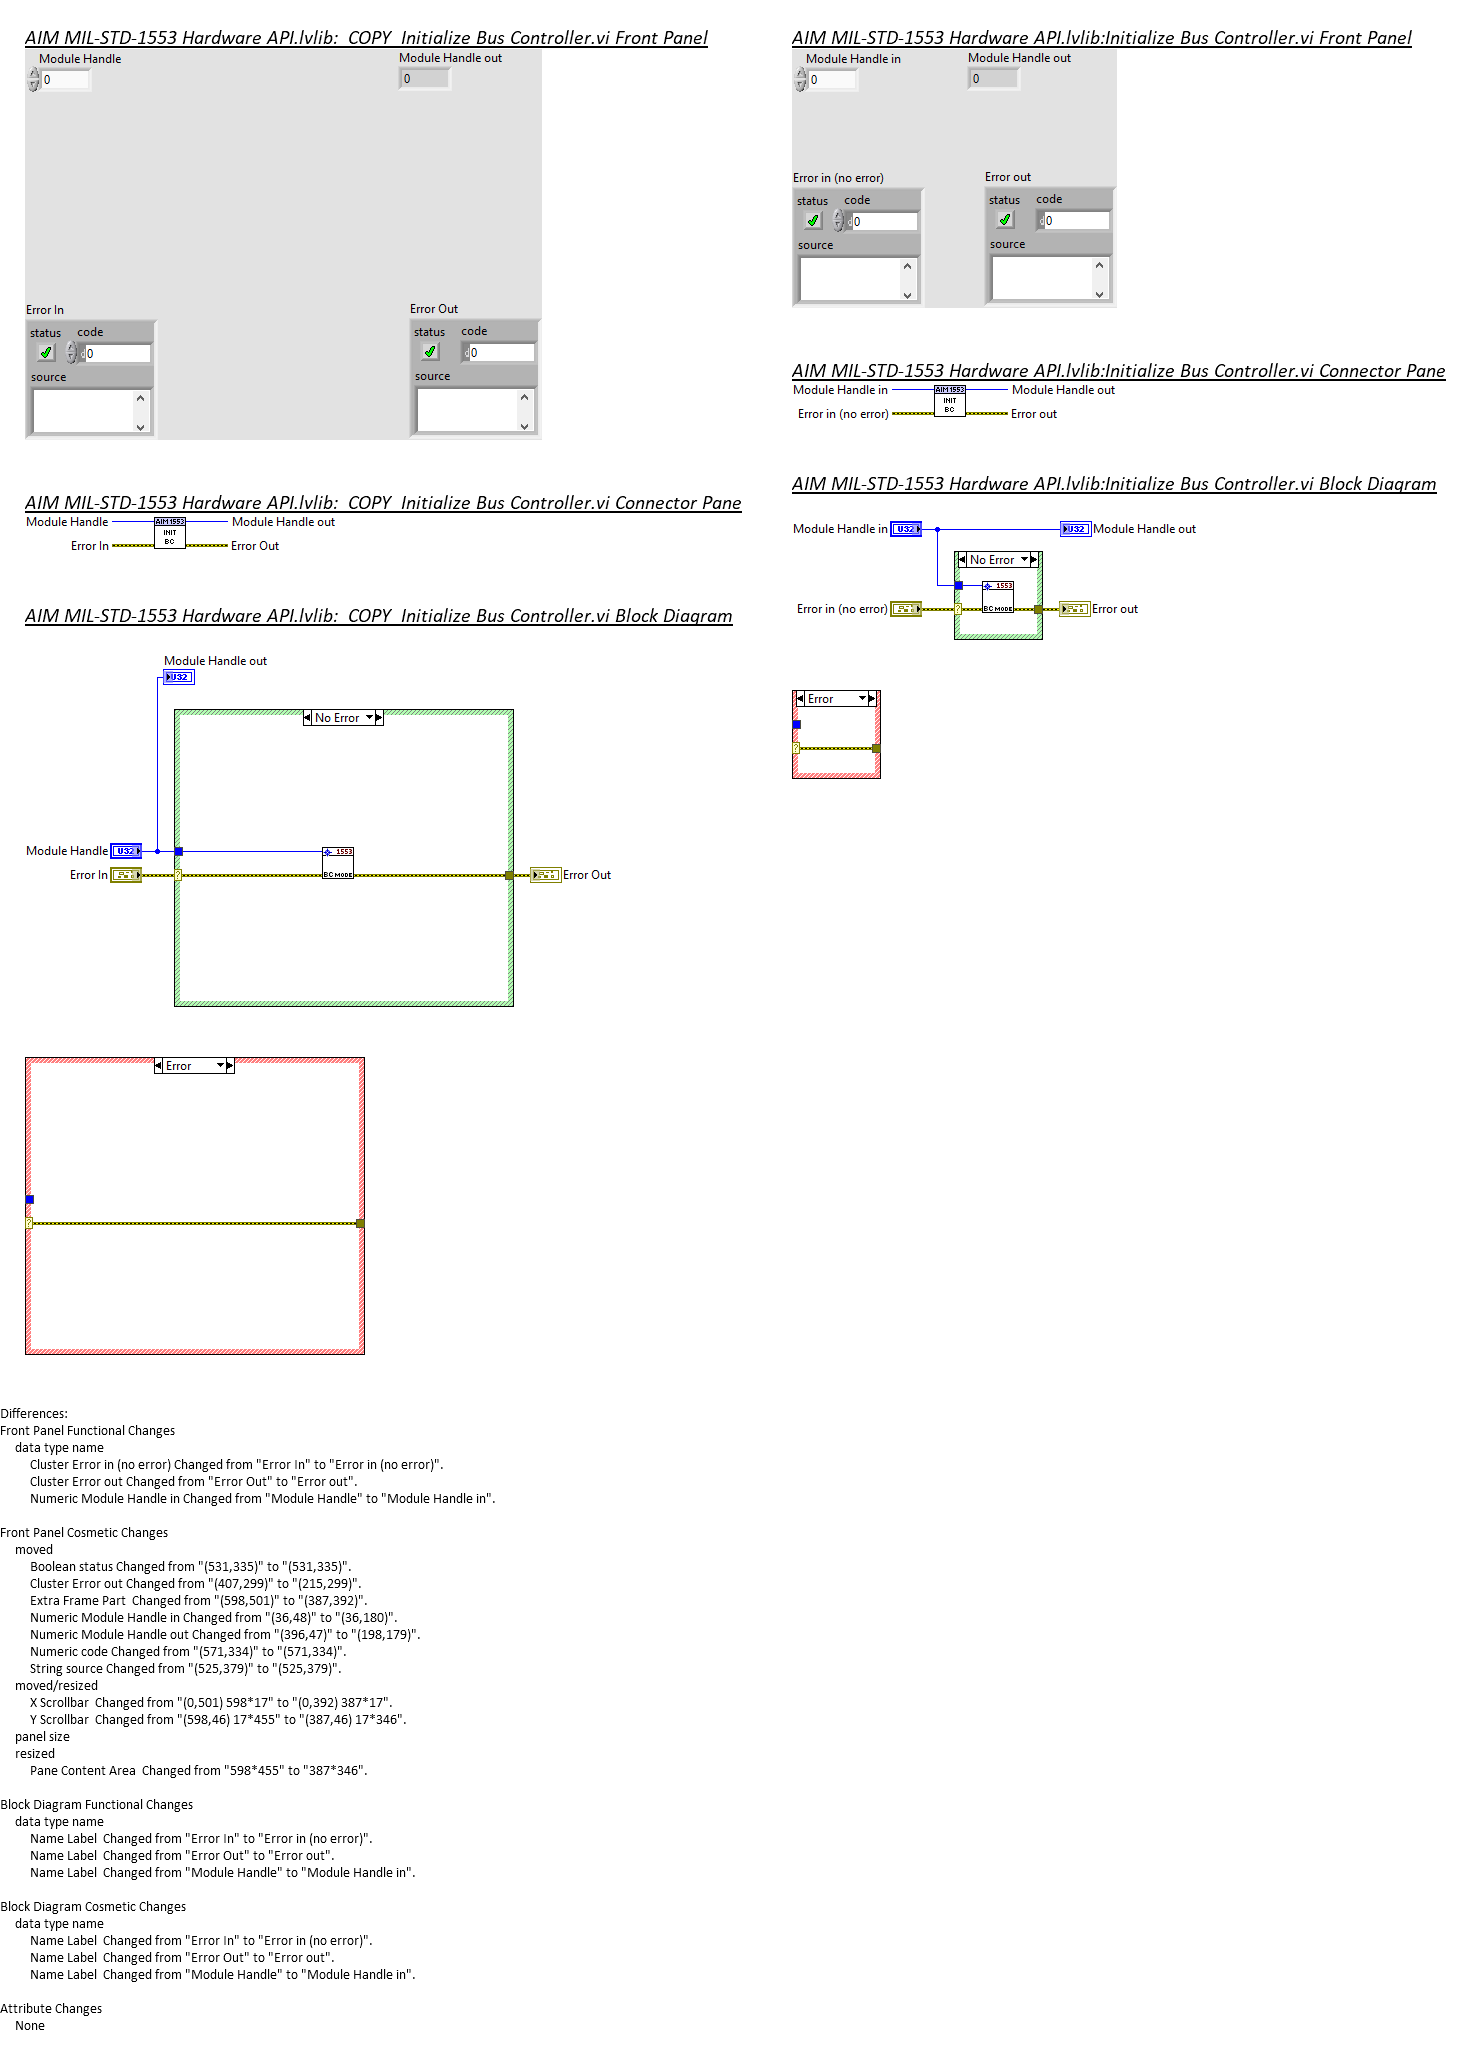 AIM MIL-STD-1553 Hardware API.lvlib:  COPY  Initialize Bus Controller.vi Front Panel
Module Handle
Module Handle out
0
0
Error In
Error Out
status code
status code
0
0
source
source
AIM MIL-STD-1553 Hardware API.lvlib:  COPY  Initialize Bus Controller.vi Connector Pane
Module Handle
AIM 1553
Module Handle out
INIT
BC
Error In
Error Out
AIM MIL-STD-1553 Hardware API.lvlib:  COPY  Initialize Bus Controller.vi Block Diagram
Module Handle out
U32
No Error
Module Handle
U32
1553
Error In
?
BC MODE
Error Out
Error
?
AIM MIL-STD-1553 Hardware API.lvlib:Initialize Bus Controller.vi Front Panel
Module Handle in
Module Handle out
0
0
Error in (no error)
Error out
status code
status code
0
0
source
source
AIM MIL-STD-1553 Hardware API.lvlib:Initialize Bus Controller.vi Connector Pane
Module Handle in
AIM 1553
Module Handle out
INIT
BC
Error in (no error)
Error out
AIM MIL-STD-1553 Hardware API.lvlib:Initialize Bus Controller.vi Block Diagram
Module Handle in
U32
U32
Module Handle out
No Error
1553
Error in (no error)
?
BC MODE
Error out
Error
?
Differences:
Front Panel Functional Changes
data type name
Cluster Error in (no error) Changed from "Error In" to "Error in (no error)".
Cluster Error out Changed from "Error Out" to "Error out".
Numeric Module Handle in Changed from "Module Handle" to "Module Handle in".
Front Panel Cosmetic Changes
moved
Boolean status Changed from "(531,335)" to "(531,335)".
Cluster Error out Changed from "(407,299)" to "(215,299)".
Extra Frame Part  Changed from "(598,501)" to "(387,392)".
Numeric Module Handle in Changed from "(36,48)" to "(36,180)".
Numeric Module Handle out Changed from "(396,47)" to "(198,179)".
Numeric code Changed from "(571,334)" to "(571,334)".
String source Changed from "(525,379)" to "(525,379)".
moved/resized
X Scrollbar  Changed from "(0,501) 598*17" to "(0,392) 387*17".
Y Scrollbar  Changed from "(598,46) 17*455" to "(387,46) 17*346".
panel size
resized
Pane Content Area  Changed from "598*455" to "387*346".
Block Diagram Functional Changes
data type name
Name Label  Changed from "Error In" to "Error in (no error)".
Name Label  Changed from "Error Out" to "Error out".
Name Label  Changed from "Module Handle" to "Module Handle in".
Block Diagram Cosmetic Changes
data type name
Name Label  Changed from "Error In" to "Error in (no error)".
Name Label  Changed from "Error Out" to "Error out".
Name Label  Changed from "Module Handle" to "Module Handle in".
Attribute Changes
None